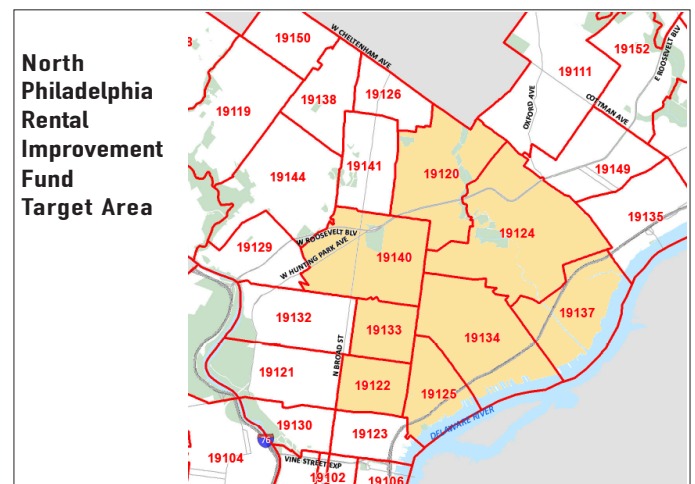 North
Philadelphia
Rental
Improvement
Fund
Target Area
19150
W CHELTENHAM AVE
19152
E ROOSEVELT BLV
19111
19138
19126
19119
OXFORD AVE
COTTMAN AVE
19141
19144
19120
19149
19135
19124
19129
W ROOSEVELT BLV
W HUNTING PARK AVE
19140
19137
19132
19133
19134
N BROAD ST
19121
19122
19125
DELAWARE RIVER
19130
19123
76
19104
VINE STREET EXP
19102
19106